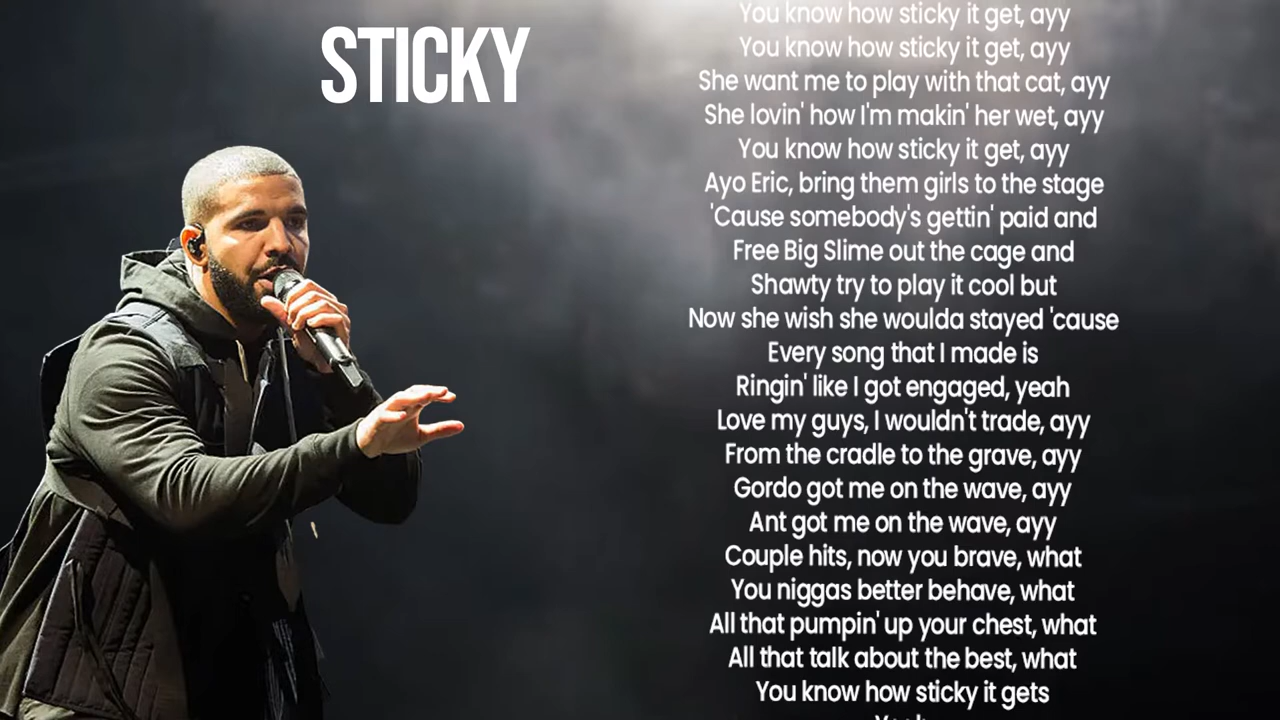 STICKY
You know how sticky it get, ayy
You know how sticky it get, ayy
She want me to play with that cat, ayy
She lovin' how I'm makin' her wet, ayy
You know how sticky it get, ayy
Ayo Eric, bring them girls to the stage
'Cause somebody's gettin' paid and
Free Big Slime out the cage and
Shawty try to play it cool but
Now she wish she woulda stayed 'cause
Every song that I made is
Ringin' like I got engaged, yeah
Love my guys, I wouldn't trade, ayy
From the cradle to the grave, ayy
Gordo got me on the wave, ayy
Ant got me on the wave, ayy
Couple hits, now you brave, what
You niggas better behave, what
All that pumpin' up your chest, what
All that talk about the best, what
You know how sticky it gets